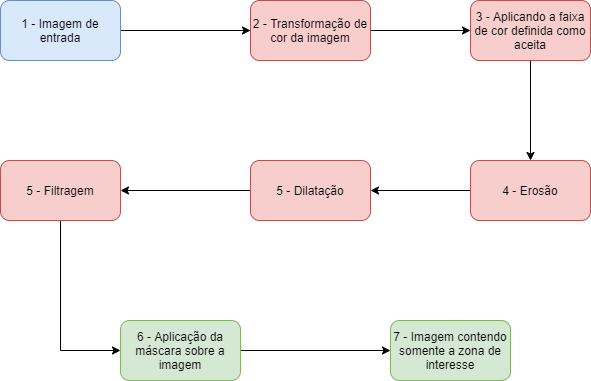 1 - Imagem de
entrada
2 - Transformação de
cor da imagem
3 - Aplicando a faixa
de cor definida como
aceita
5 - Filtragem
5 - Dilatação
4 - Erosão
6 - Aplicação da
máscara sobre a
imagem
7 - Imagem contendo
somente a zona de
interesse